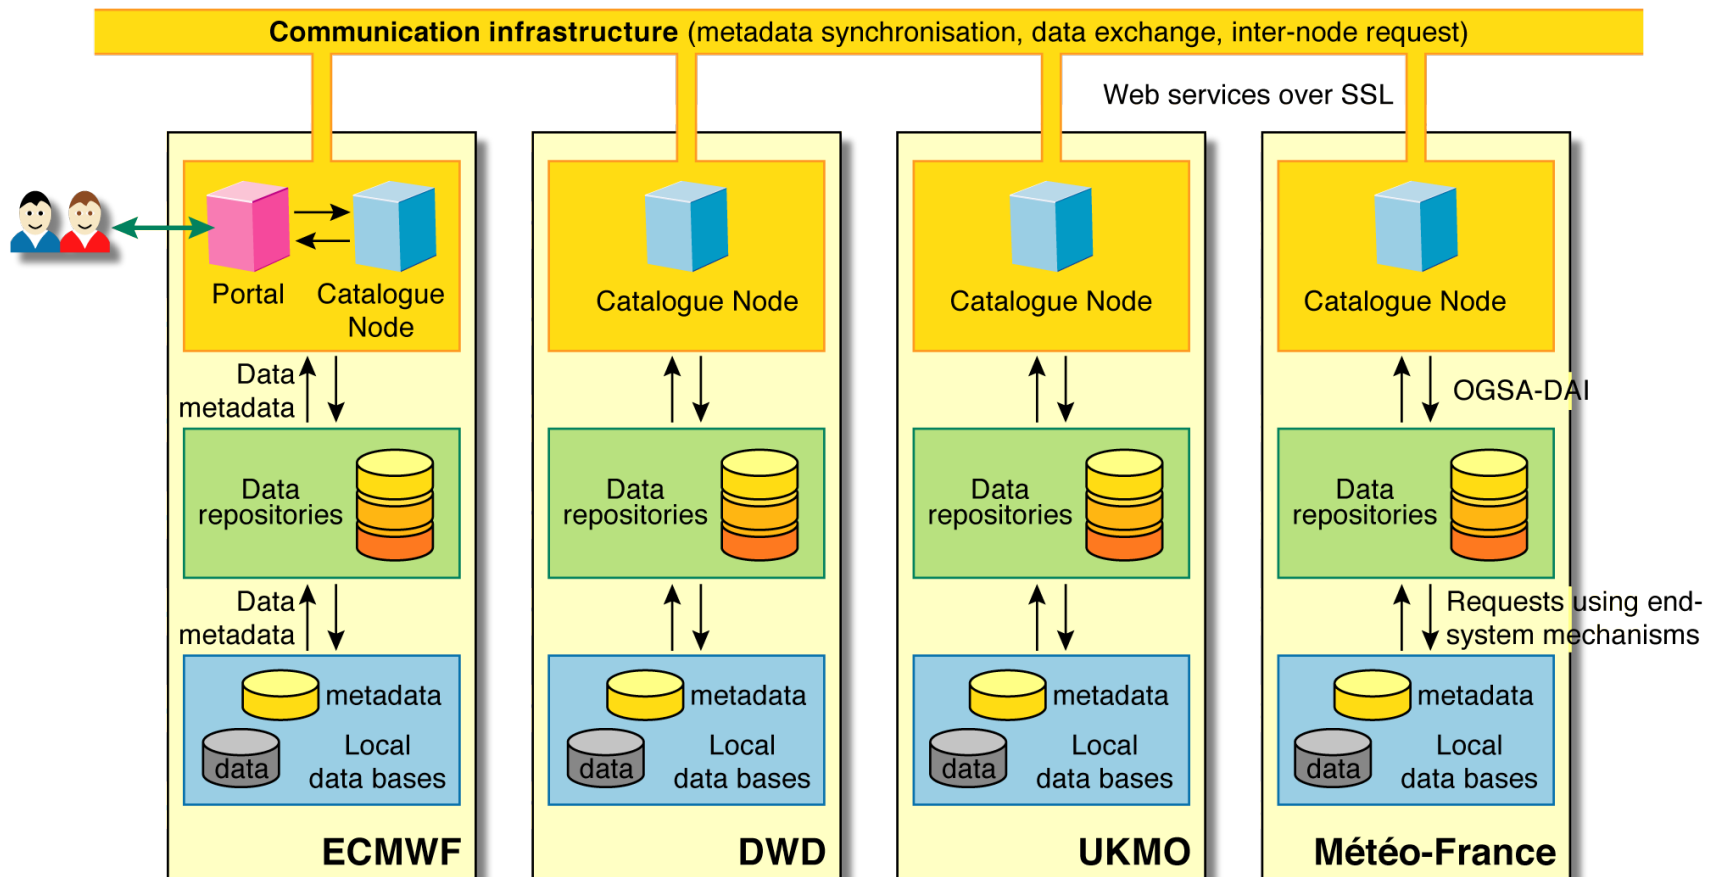 Communication infrastructure (metadata synchronisation, data exchange, inter-node request)
Web services over SSL
Portal
Catalogue
Node
Catalogue Node
Catalogue Node
Catalogue Node
Data
metadata
OGSA-DAI
Data
repositories
Data
repositories
Data
repositories
Data
repositories
Data
metadata
Requests using end-
system mechanisms
metadata
data
Local
data bases
metadata
data
Local
data bases
metadata
data
Local
data bases
metadata
data
Local
data bases
ECMWF
DWD
UKMO
Météo-France